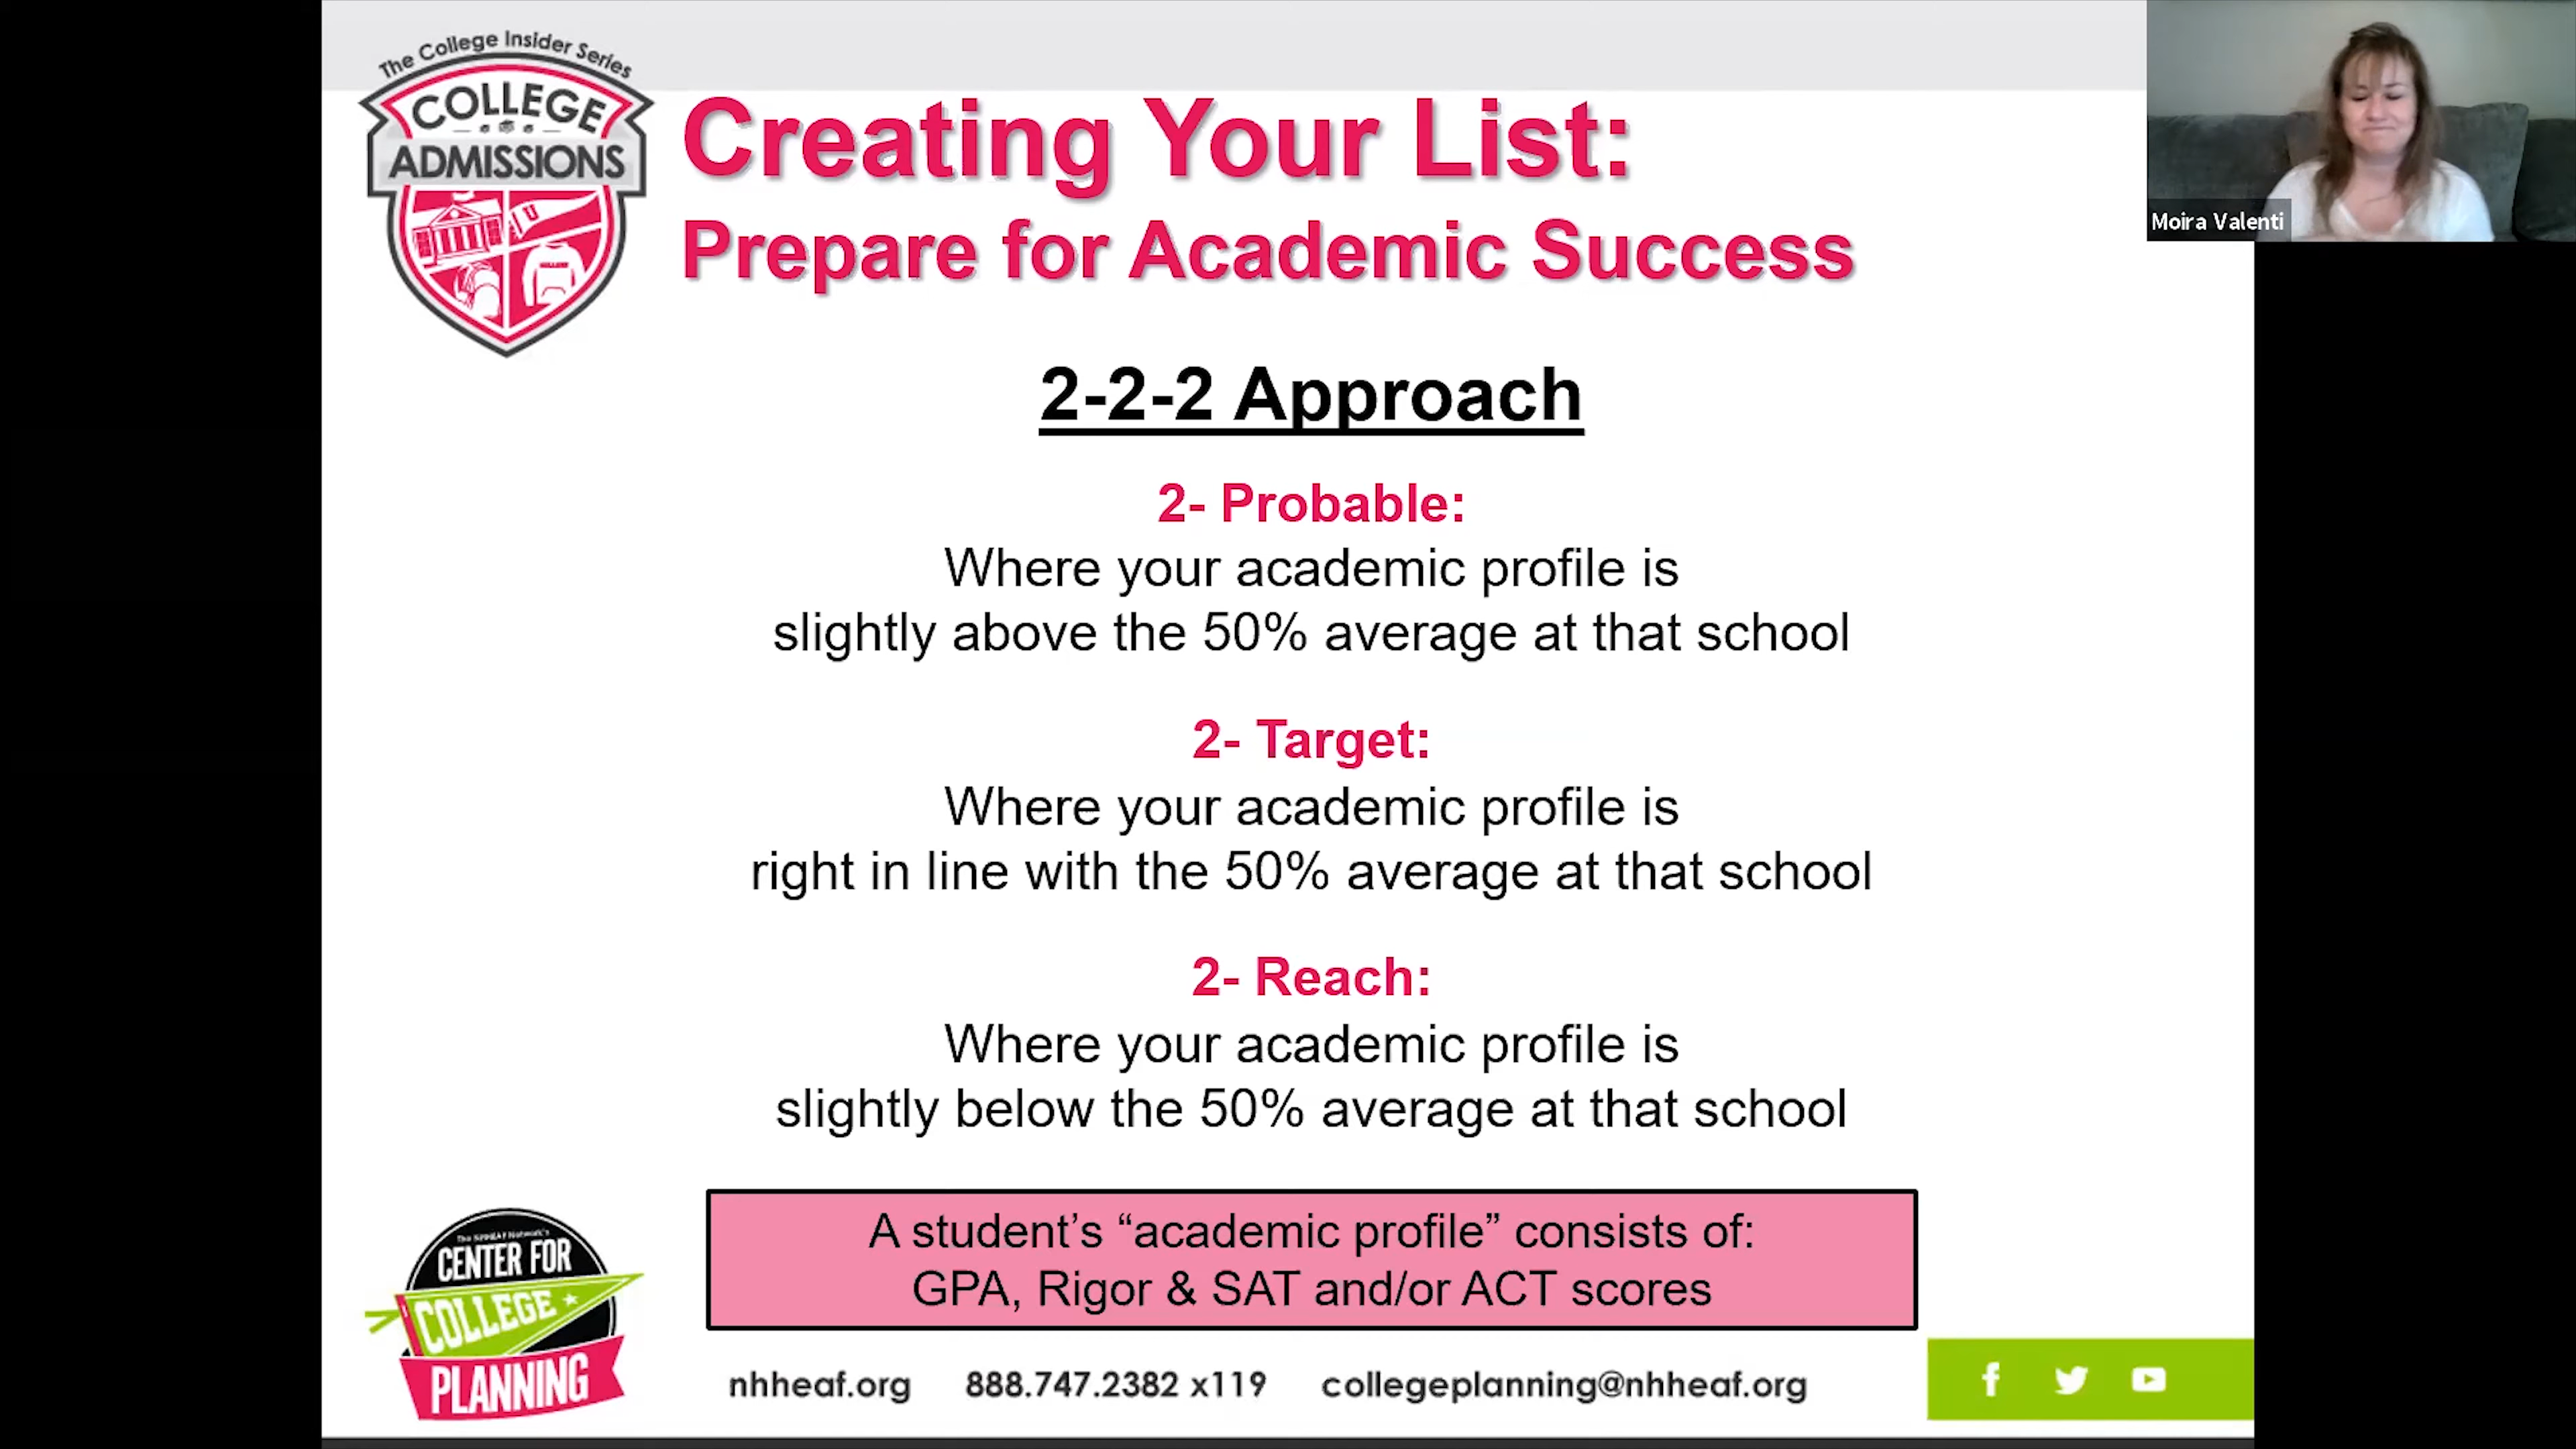 The College Insider Series
COLLEGE
ADMISSIONS
Creating Your List:
Prepare for Academic Success
Moira Valenti
2-2-2 Approach
2- Probable:
Where your academic profile is
slightly above the 50% average at that school
2- Target:
Where your academic profile is
right in line with the 50% average at that school
2- Reach:
Where your academic profile is
slightly below the 50% average at that school
A student’s “academic profile” consists of:
GPA, Rigor & SAT and/or ACT scores
The NHHEAF Network's
CENTER FOR
COLLEGE
PLANNING
nhheaf.org 888.747.2382 x119 collegeplanning@nhheaf.org